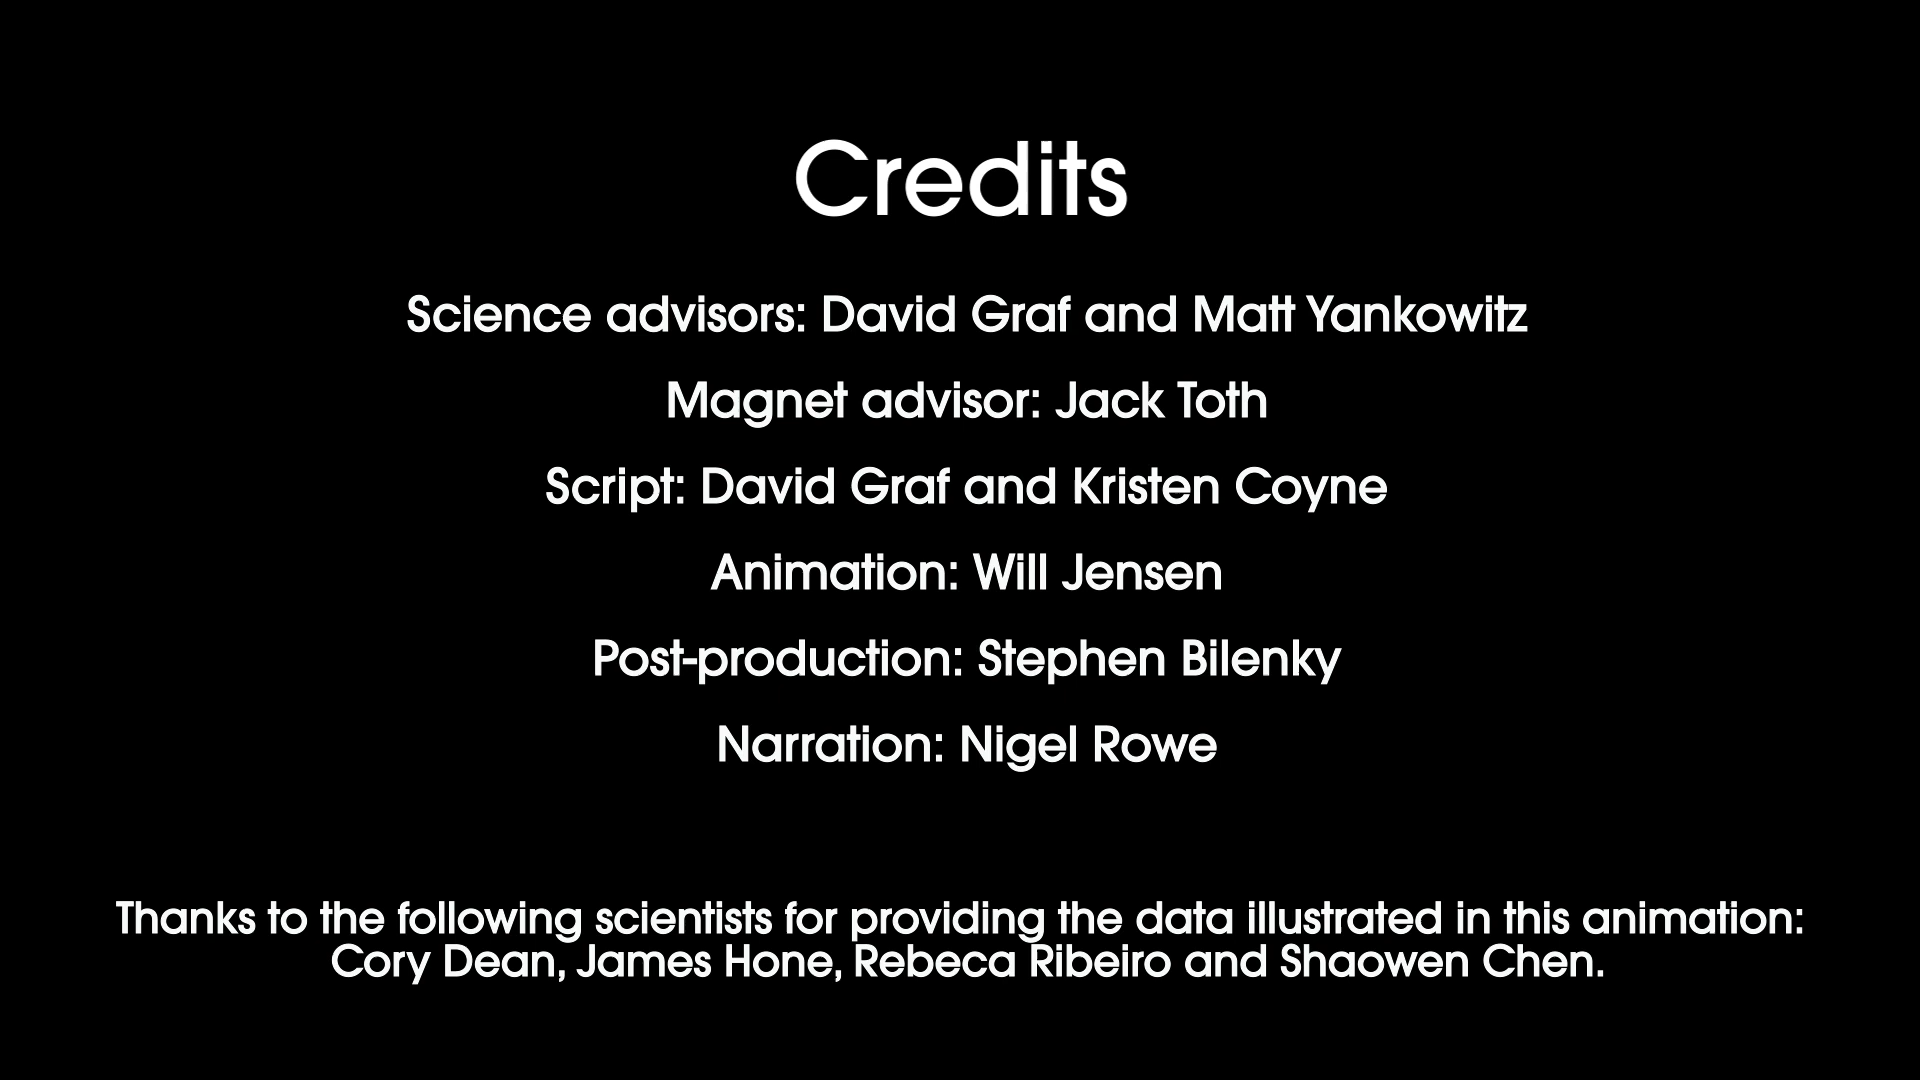 Credits
Science advisors: David Graf and Matt Yankowitz
Magnet advisor: Jack Toth
Script: David Graf and Kristen Coyne
Animation: Will Jensen
Post-production: Stephen Bilenky
Narration: Nigel Rowe
Thanks to the following scientists for providing the data illustrated in this animation:
Cory Dean, James Hone, Rebeca Ribeiro and Shaowen Chen.